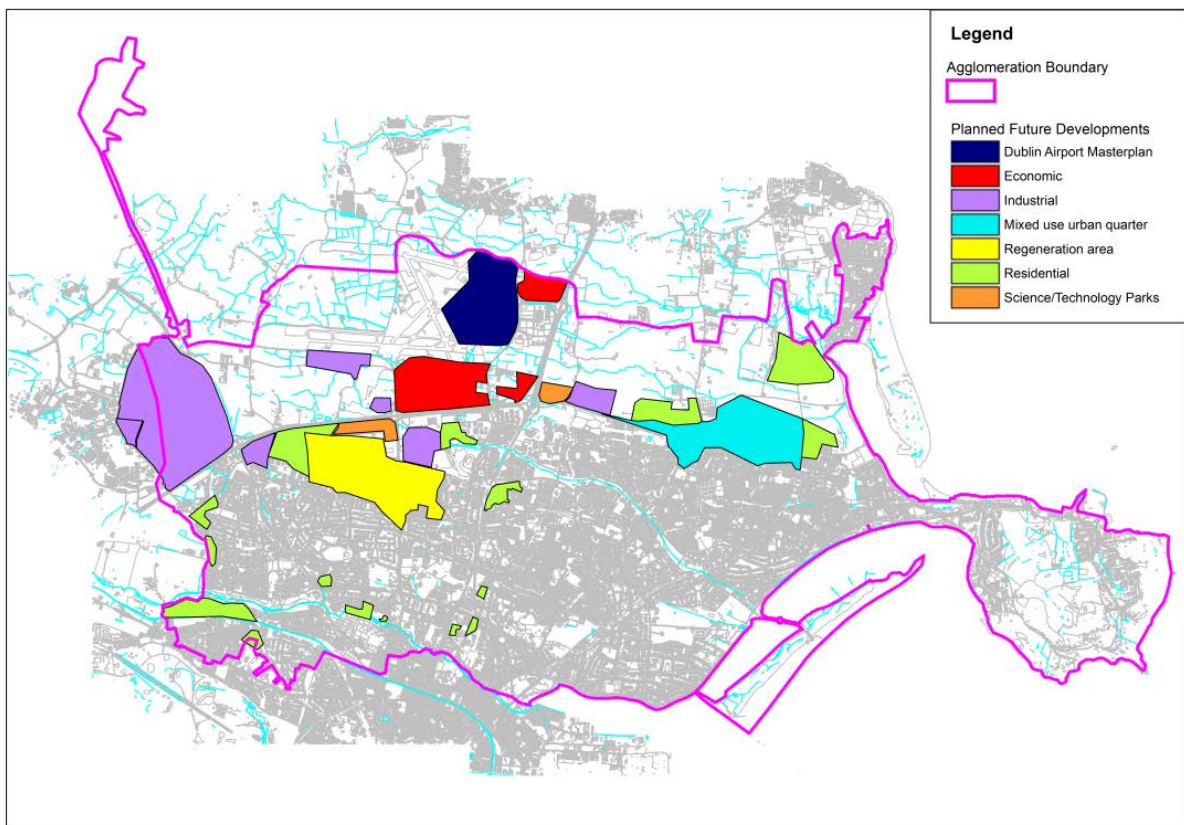 Legend
Agglomeration Boundary
Planned Future Developments
Dublin Airport Masterplan
Economic
Industrial
Mixed use urban quarter
Regeneration area
Residential
Science/Technology Parks